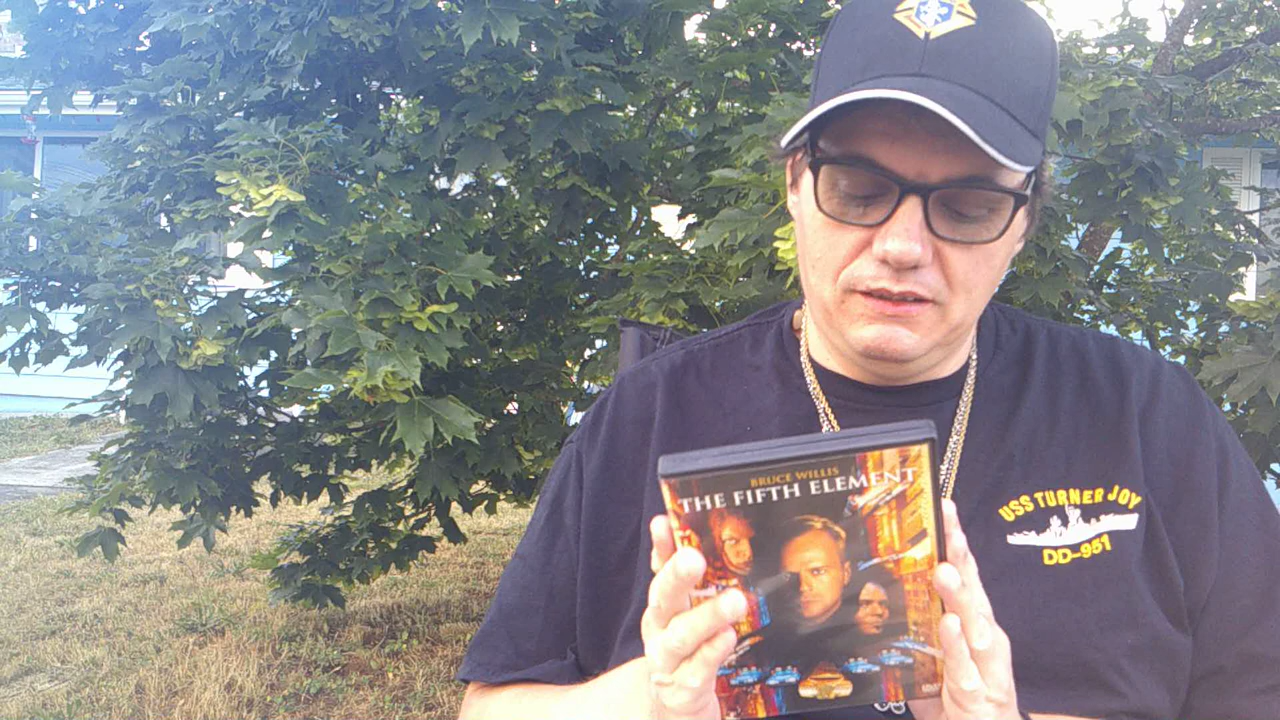 BRUCE WILLIS
THE FIFTH ELEMENT
USS TURNER JOY
DD-951